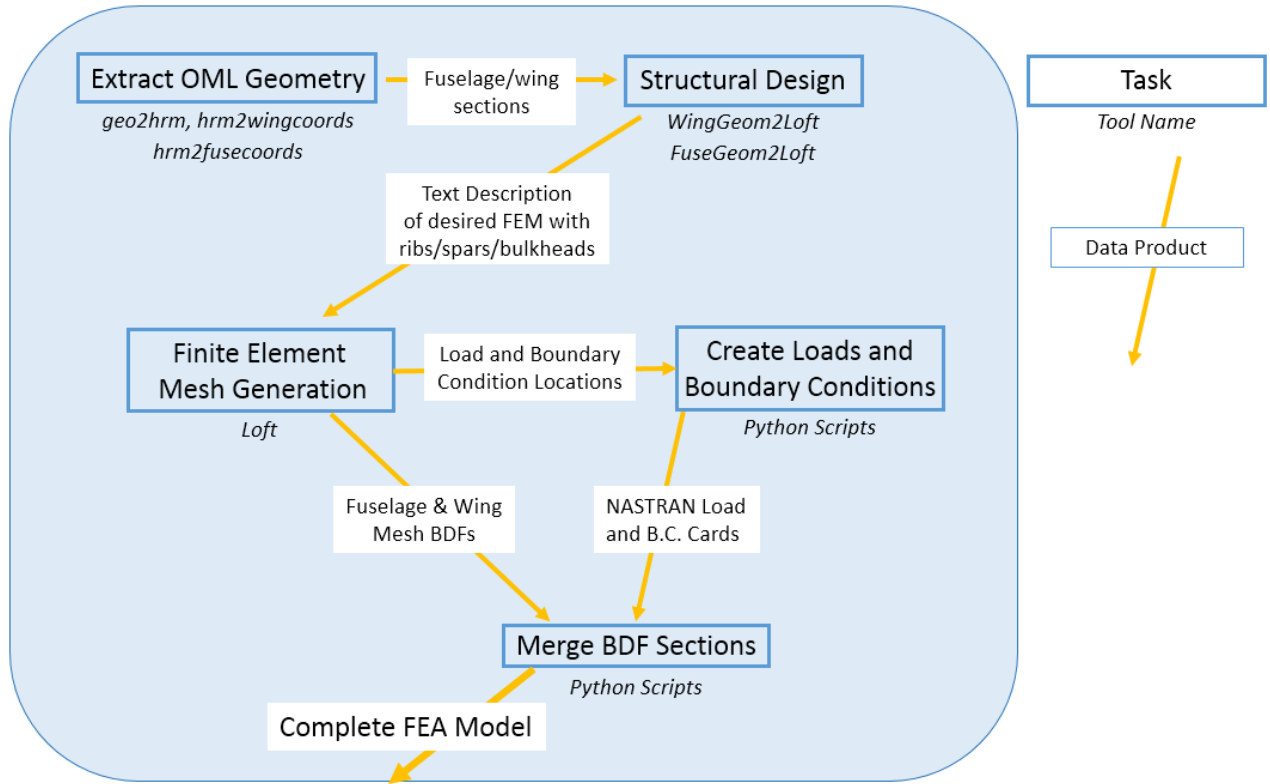 Extract OML Geometry
geo2hrm, hrm2wingcoords
hrm2fusecoords
Fuselage/wing
sections
Structural Design
WingGeom2Loft
FuseGeom2Loft
Text Description
of desired FEM with
ribs/spars/bulkheads
Finite Element
Mesh Generation
Loft
Load and Boundary
Condition Locations
Create Loads and
Boundary Conditions
Python Scripts
Fuselage & Wing
Mesh BDFs
NASTRAN Load
and B.C. Cards
Merge BDF Sections
Python Scripts
Complete FEA Model
Task
Tool Name
Data Product